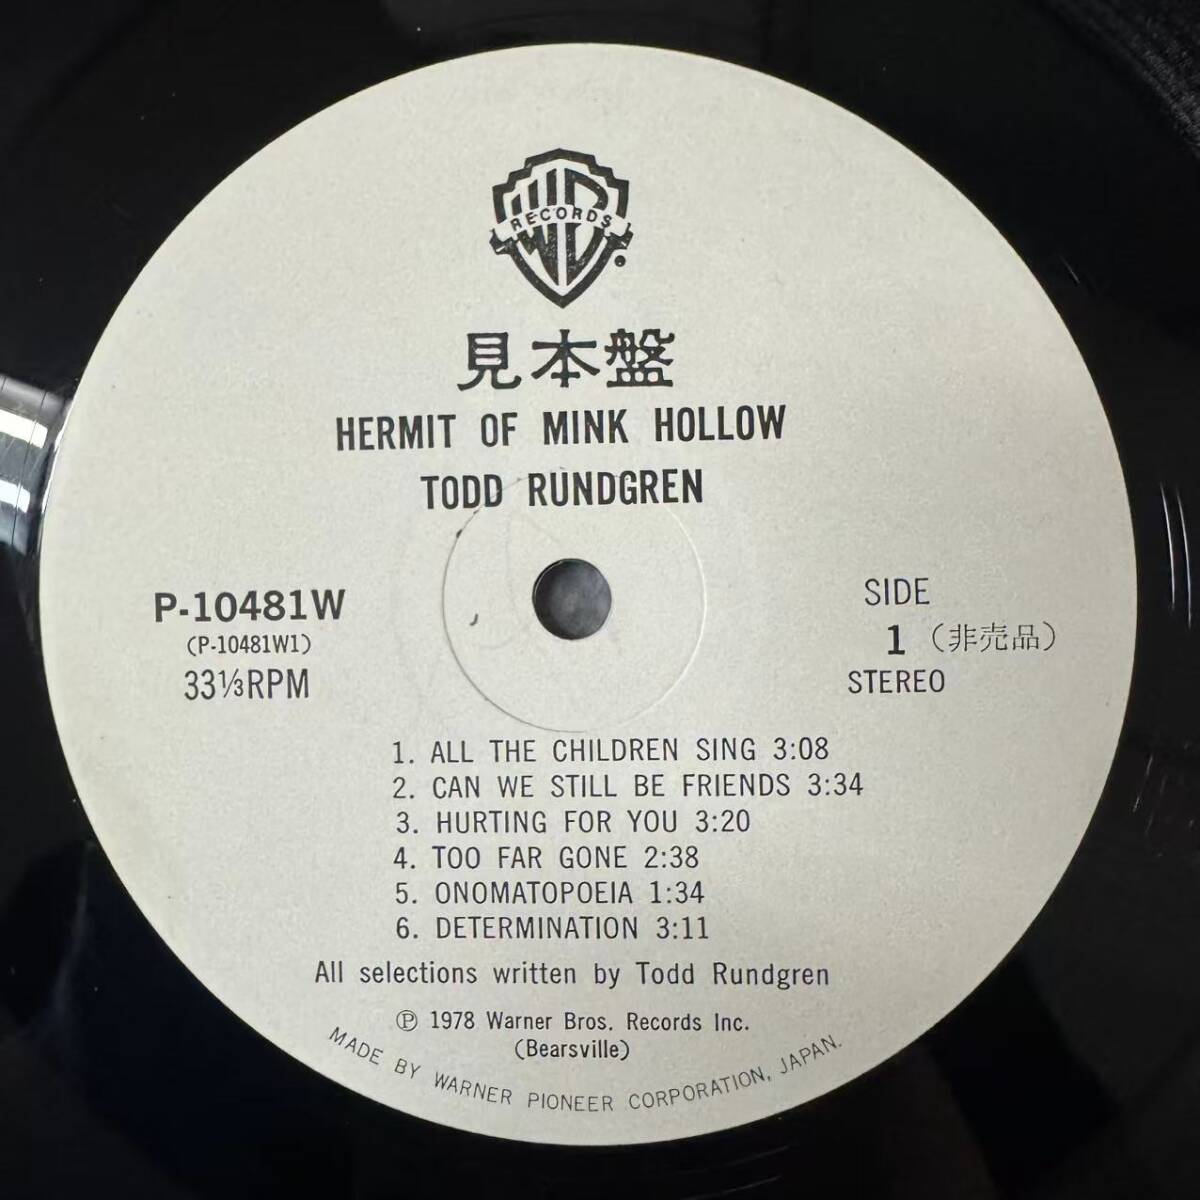 WB RECORDS
見本盤
HERMIT OF MINK HOLLOW
TODD RUNDGREN
P-10481W
(P-10481W1)
33⅓RPM
SIDE
1 (非売品)
STEREO
1. ALL THE CHILDREN SING 3:08
2. CAN WE STILL BE FRIENDS 3:34
3. HURTING FOR YOU 3:20
4. TOO FAR GONE 2:38
5. ONOMATOPOEIA 1:34
6. DETERMINATION 3:11
All selections written by Todd Rundgren
℗ 1978 Warner Bros. Records Inc.
(Bearsville)
MADE BY WARNER PIONEER CORPORATION, JAPAN.